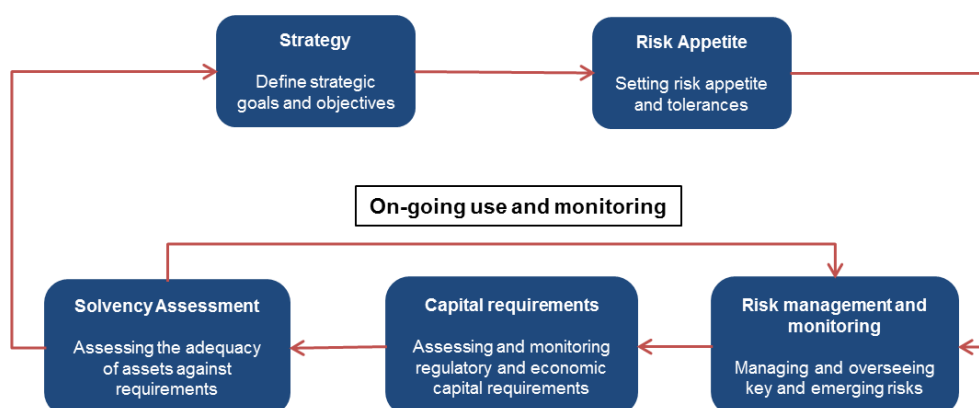 Strategy
Define strategic
goals and objectives
Risk Appetite
Setting risk appetite
and tolerances
On-going use and monitoring
Solvency Assessment
Assessing the adequacy
of assets against
requirements
Capital requirements
Assessing and monitoring
regulatory and economic
capital requirements
Risk management and
monitoring
Managing and overseeing
key and emerging risks